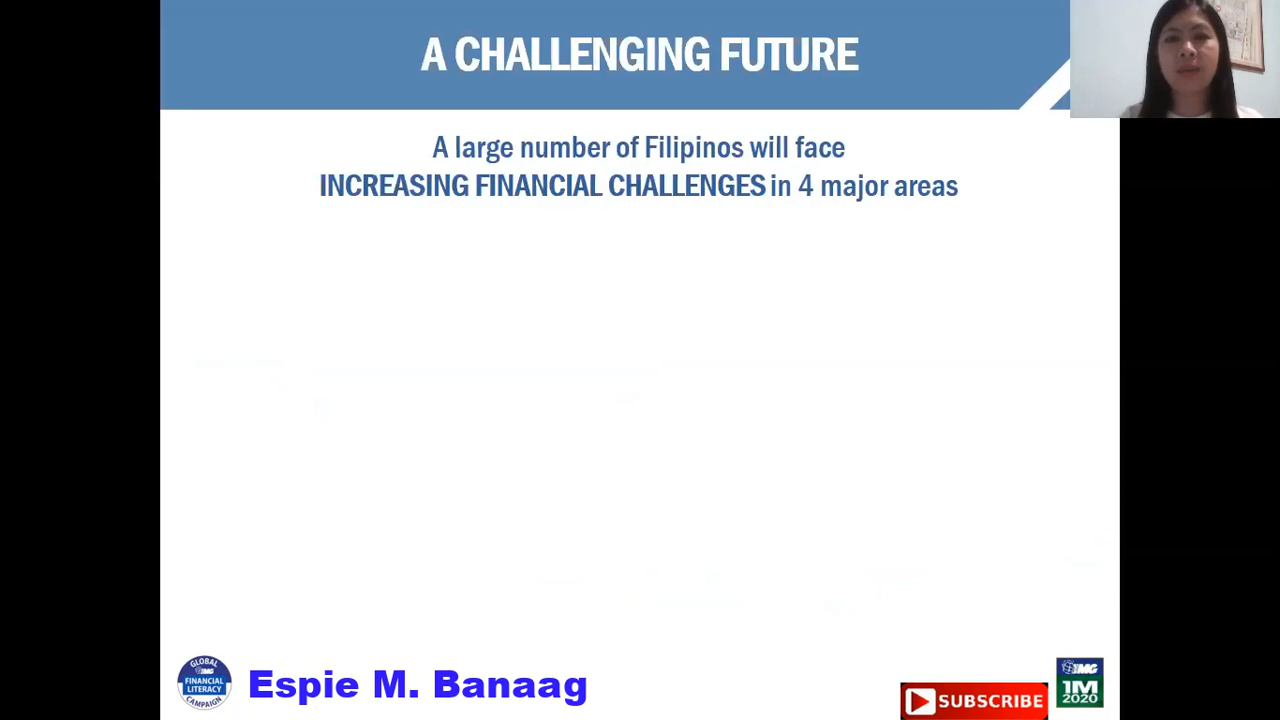 A CHALLENGING FUTURE
A large number of Filipinos will face
INCREASING FINANCIAL CHALLENGES in 4 major areas
GLOBAL
IMG
FINANCIAL
LITERACY
CAMPAIGN
Espie M. Banaag
SUBSCRIBE
IMG
1M
2020